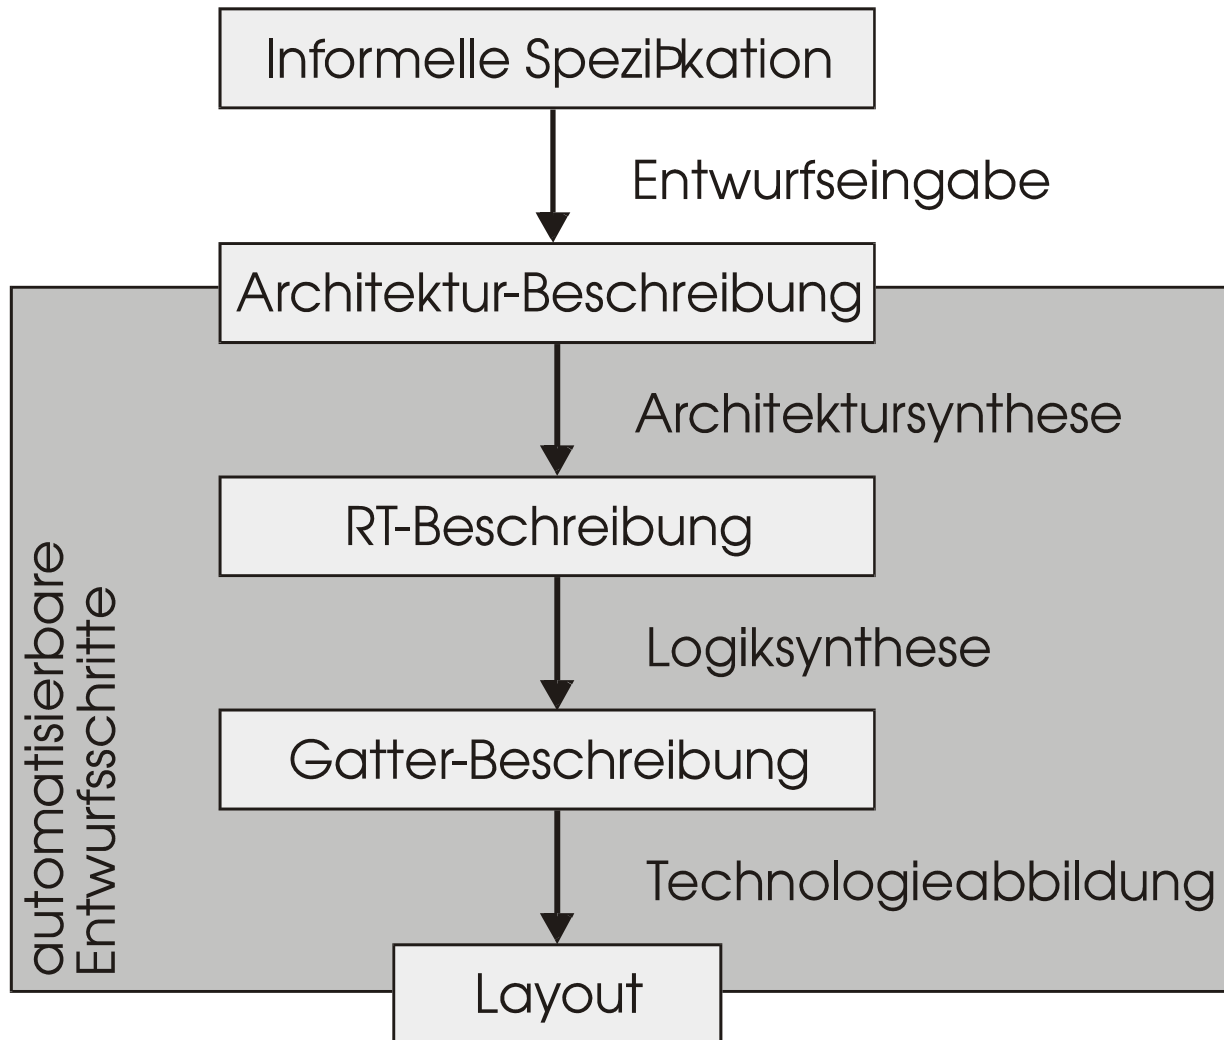 Informelle SpeziÞkation
Entwurfseingabe
Architektur-Beschreibung
Architektursynthese
RT-Beschreibung
Logiksynthese
Gatter-Beschreibung
Technologieabbildung
Layout
automatisierbare
Entwurfsschritte